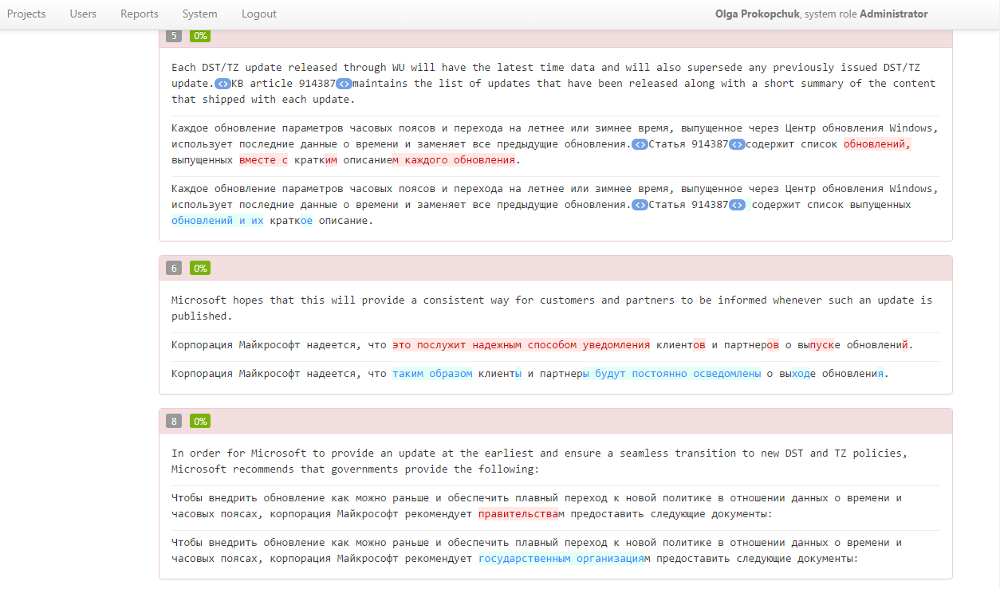 Projects Users Reports System Logout Olga Prokopchuk, system role Administrator
5 0%
Each DST/TZ update released through WU will have the latest time data and will also supersede any previously issued DST/TZ
update.<>KB article 914387<>maintains the list of updates that have been released along with a short summary of the content
that shipped with each update.
Каждое обновление параметров часовых поясов и перехода на летнее или зимнее время, выпущенное через Центр обновления Windows,
использует последние данные о времени и заменяет все предыдущие обновления.<>Статья 914387<>содержит список обновлений,
выпущенных вместе с кратким описанием каждого обновления.
Каждое обновление параметров часовых поясов и перехода на летнее или зимнее время, выпущенное через Центр обновления Windows,
использует последние данные о времени и заменяет все предыдущие обновления.<>Статья 914387<> содержит список выпущенных
обновлений и их краткое описание.
6 0%
Microsoft hopes that this will provide a consistent way for customers and partners to be informed whenever such an update is
published.
Корпорация Майкрософт надеется, что это послужит надежным способом уведомления клиентов и партнеров о выпуске обновлений.
Корпорация Майкрософт надеется, что таким образом клиенты и партнеры будут постоянно осведомлены о выходе обновления.
8 0%
In order for Microsoft to provide an update at the earliest and ensure a seamless transition to new DST and TZ policies,
Microsoft recommends that governments provide the following:
Чтобы внедрить обновление как можно раньше и обеспечить плавный переход к новой политике в отношении данных о времени и
часовых поясах, корпорация Майкрософт рекомендует правительствам предоставить следующие документы:
Чтобы внедрить обновление как можно раньше и обеспечить плавный переход к новой политике в отношении данных о времени и
часовых поясах, корпорация Майкрософт рекомендует государственным организациям предоставить следующие документы: